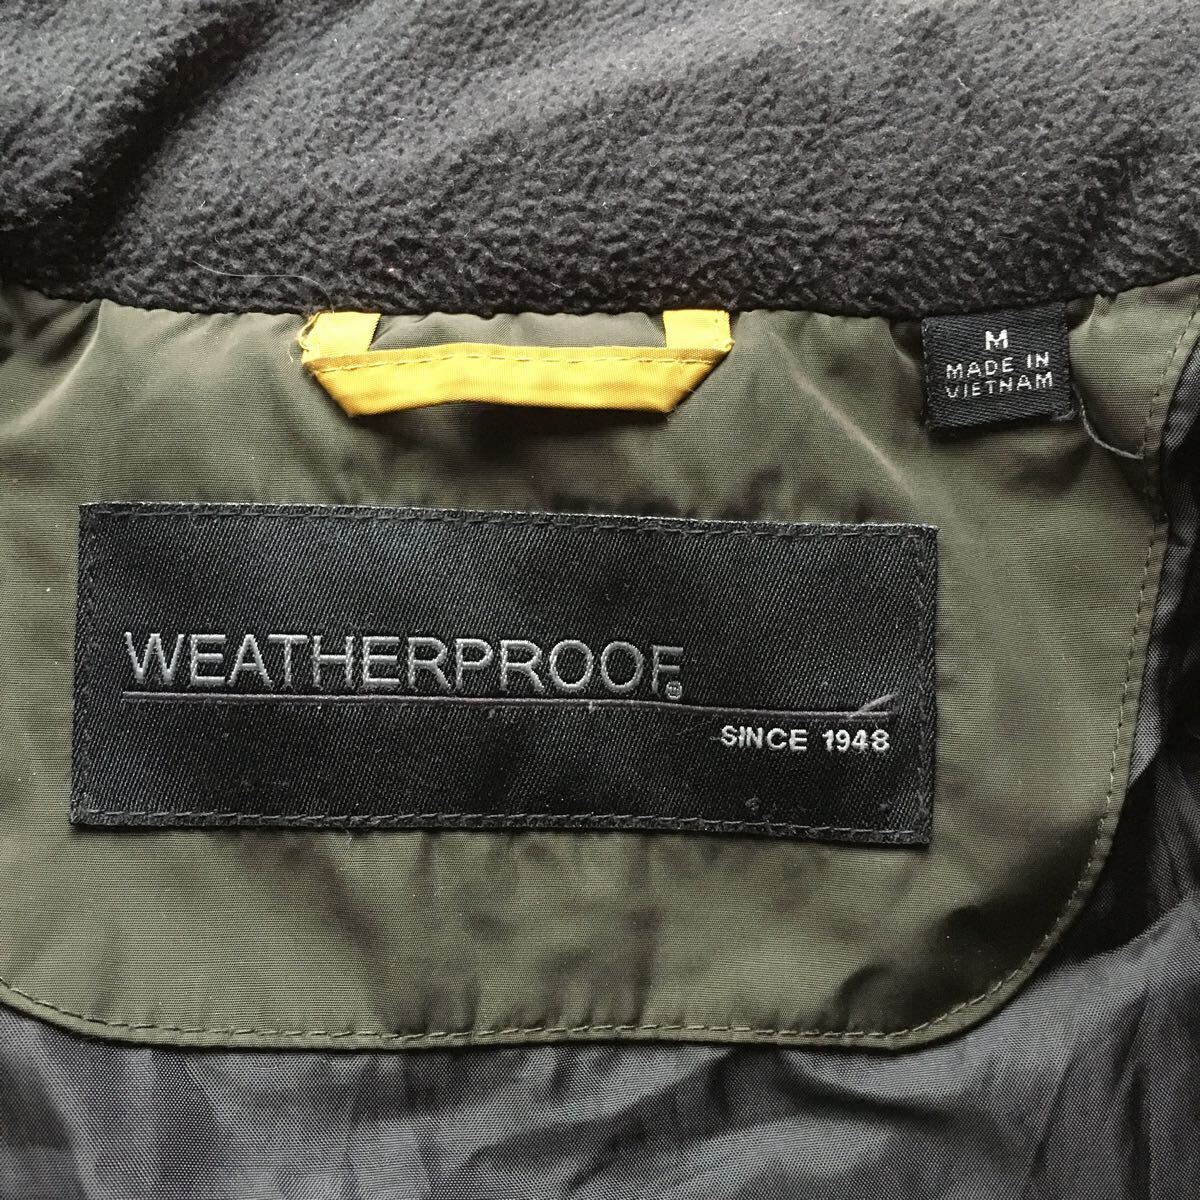 M
MADE IN
VIETNAM
WEATHERPROOF®
SINCE 1948